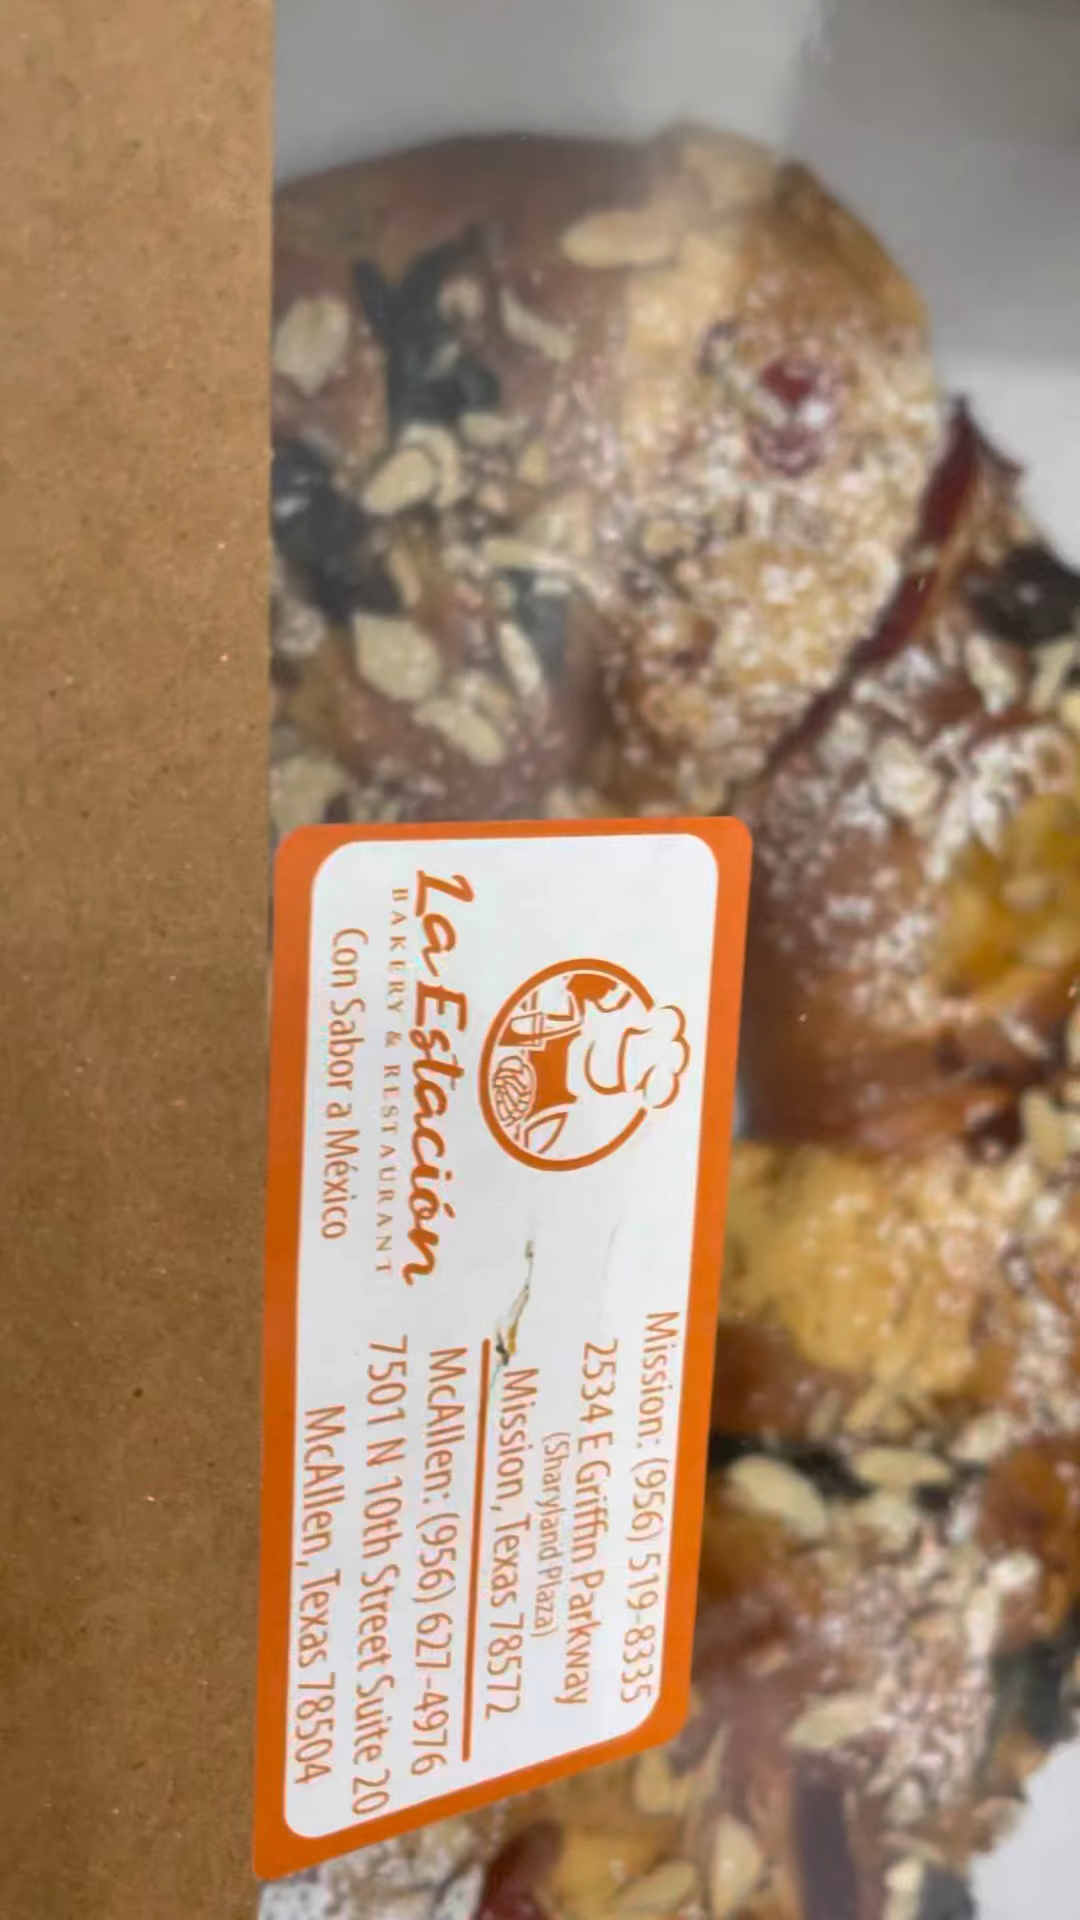 La Estación
BAKERY & RESTAURANT
Con Sabor a México
Mission: (956) 519-8335
2534 E Griffin Parkway
(Sharyland Plaza)
Mission, Texas 78572
McAllen: (956) 627-4976
7501 N 10th Street Suite 20
McAllen, Texas 78504